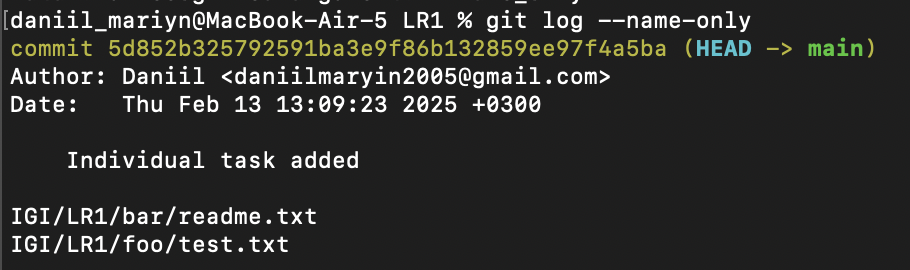 [daniil_mariyn@MacBook-Air-5 LR1 % git log --name-only
commit 5d852b325792591ba3e9f86b132859ee97f4a5ba (HEAD -> main)
Author: Daniil <daniilmaryin2005@gmail.com>
Date:   Thu Feb 13 13:09:23 2025 +0300
Individual task added
IGI/LR1/bar/readme.txt
IGI/LR1/foo/test.txt